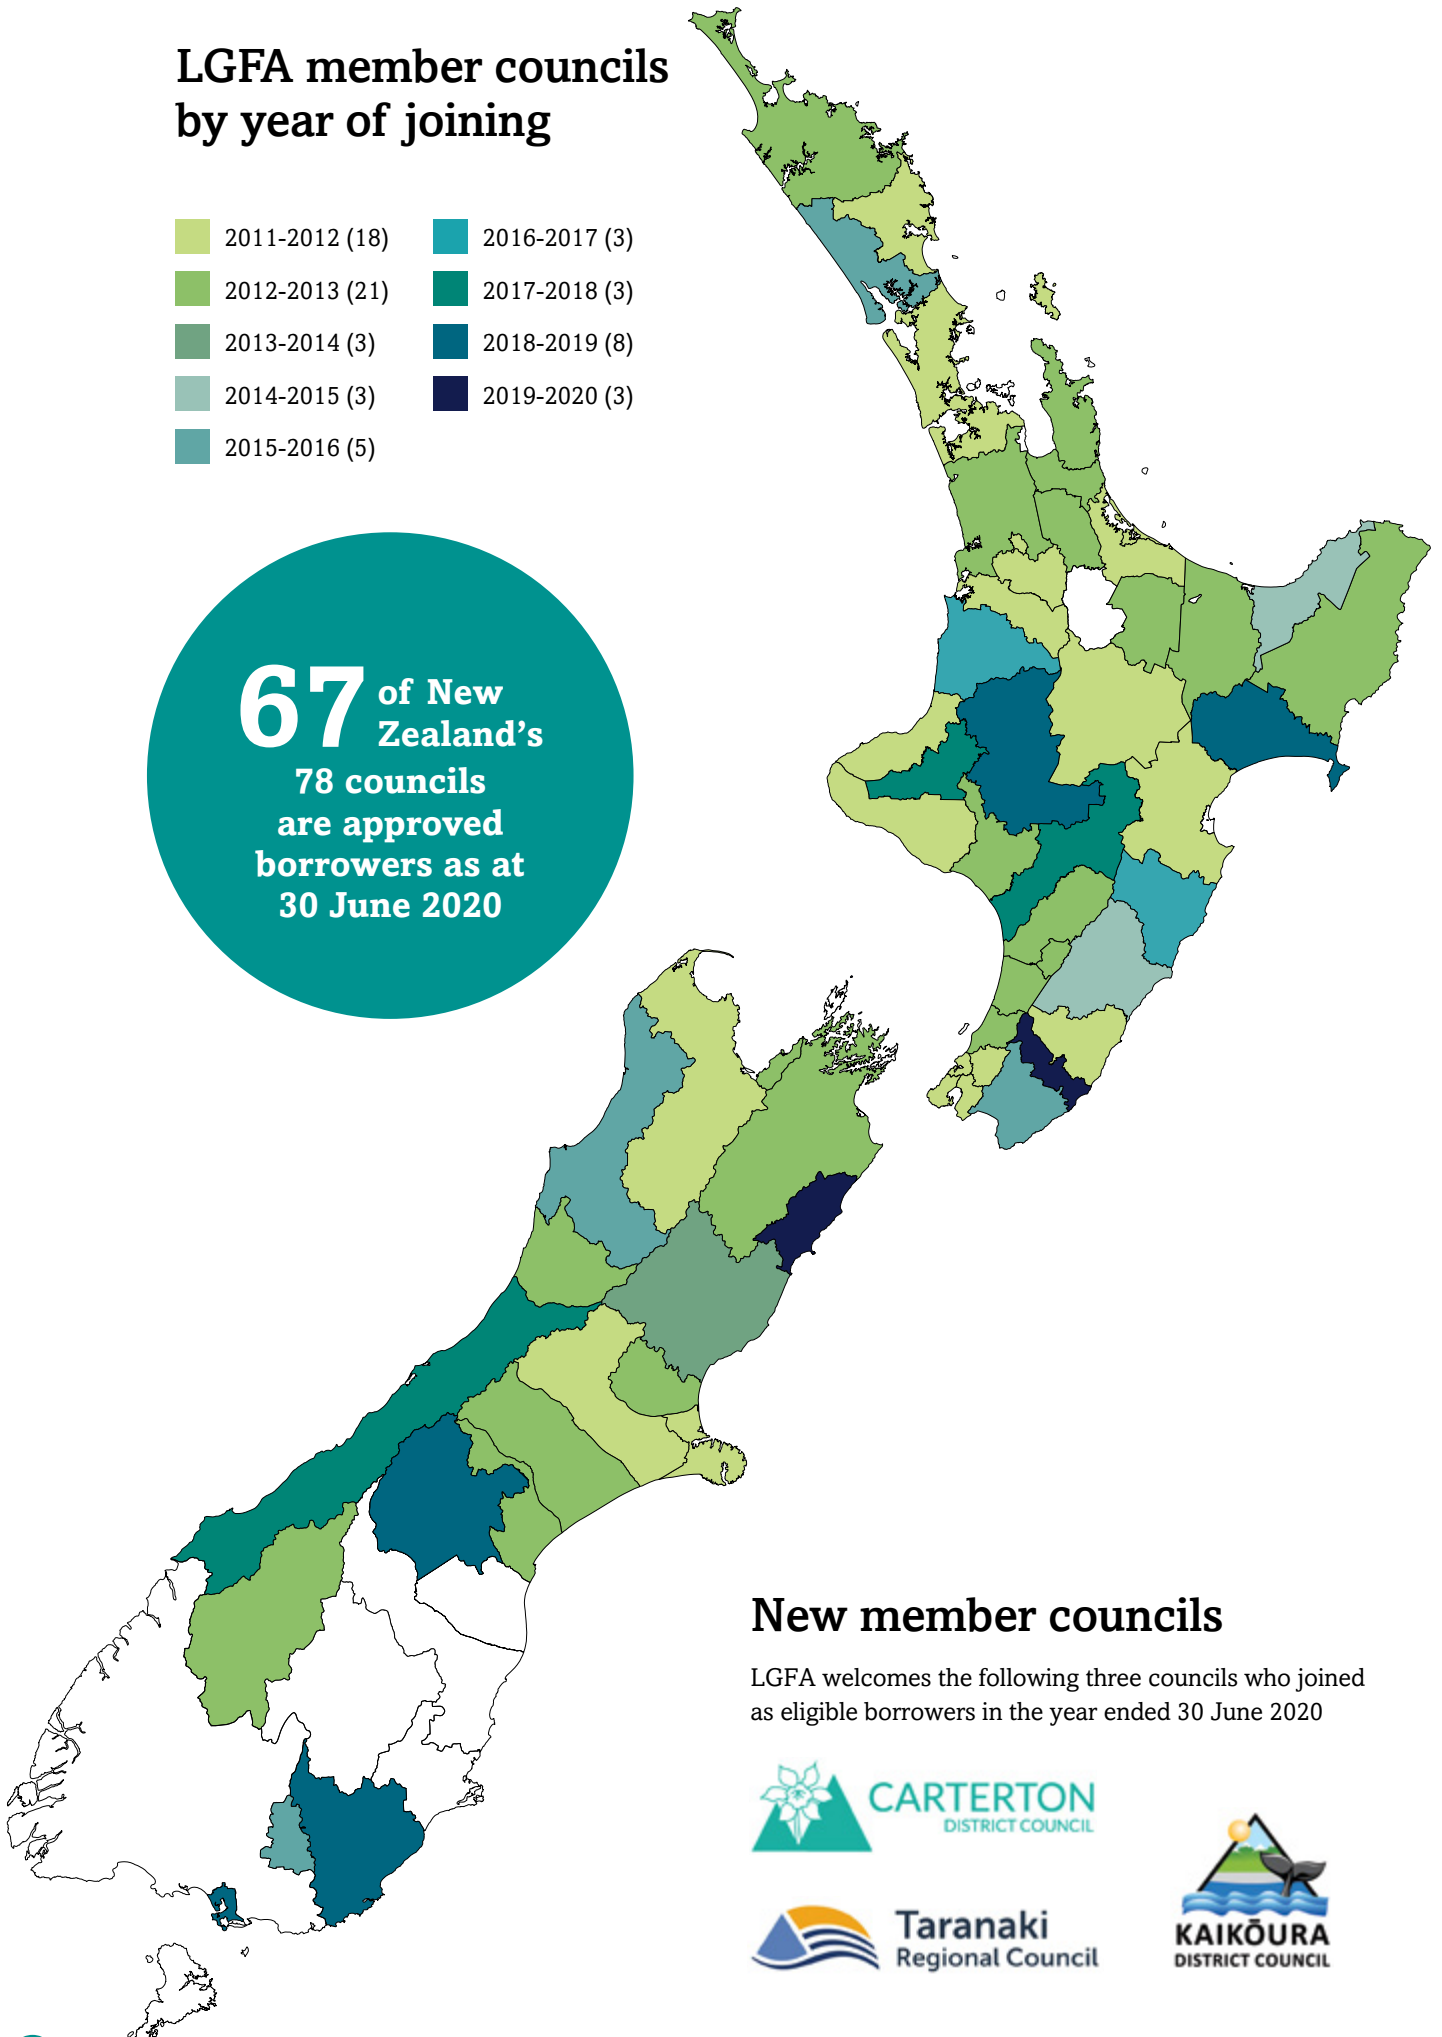 LGFA member councils
by year of joining
2011-2012 (18)
2012-2013 (21)
2013-2014 (3)
2014-2015 (3)
2015-2016 (5)
2016-2017 (3)
2017-2018 (3)
2018-2019 (8)
2019-2020 (3)
67 of New
Zealand’s
78 councils
are approved
borrowers as at
30 June 2020
New member councils
LGFA welcomes the following three councils who joined
as eligible borrowers in the year ended 30 June 2020
CARTERTON
DISTRICT COUNCIL
Taranaki
Regional Council
KAIKŌURA
DISTRICT COUNCIL